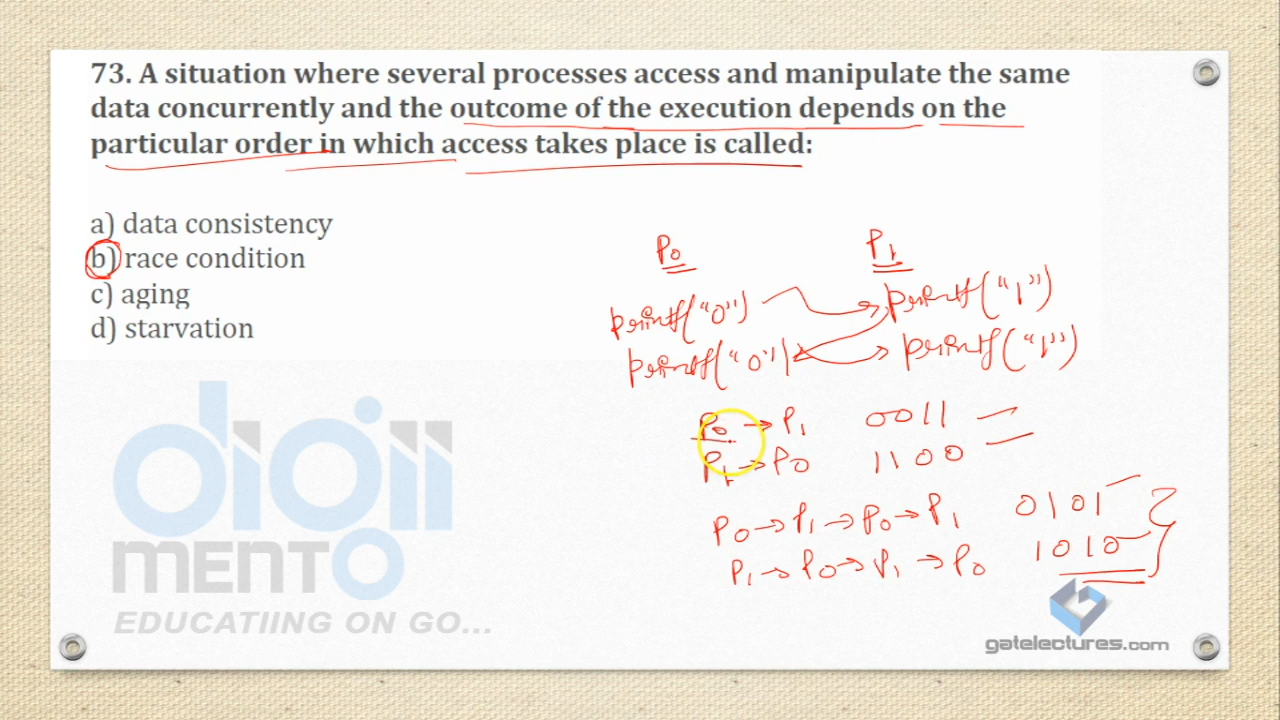 73. A situation where several processes access and manipulate the same
data concurrently and the outcome of the execution depends on the
particular order in which access takes place is called:
a) data consistency
b) race condition
c) aging
d) starvation
P0 P1
printf("0") printf("1")
printf("0") printf("1")
P0 → P1 0011
P1 → P0 1100
P0 → P1 → P0 → P1 0101
P1 → P0 → P1 → P0 1010
digii
MENTO
EDUCATIING ON GO...
gatelectures.com